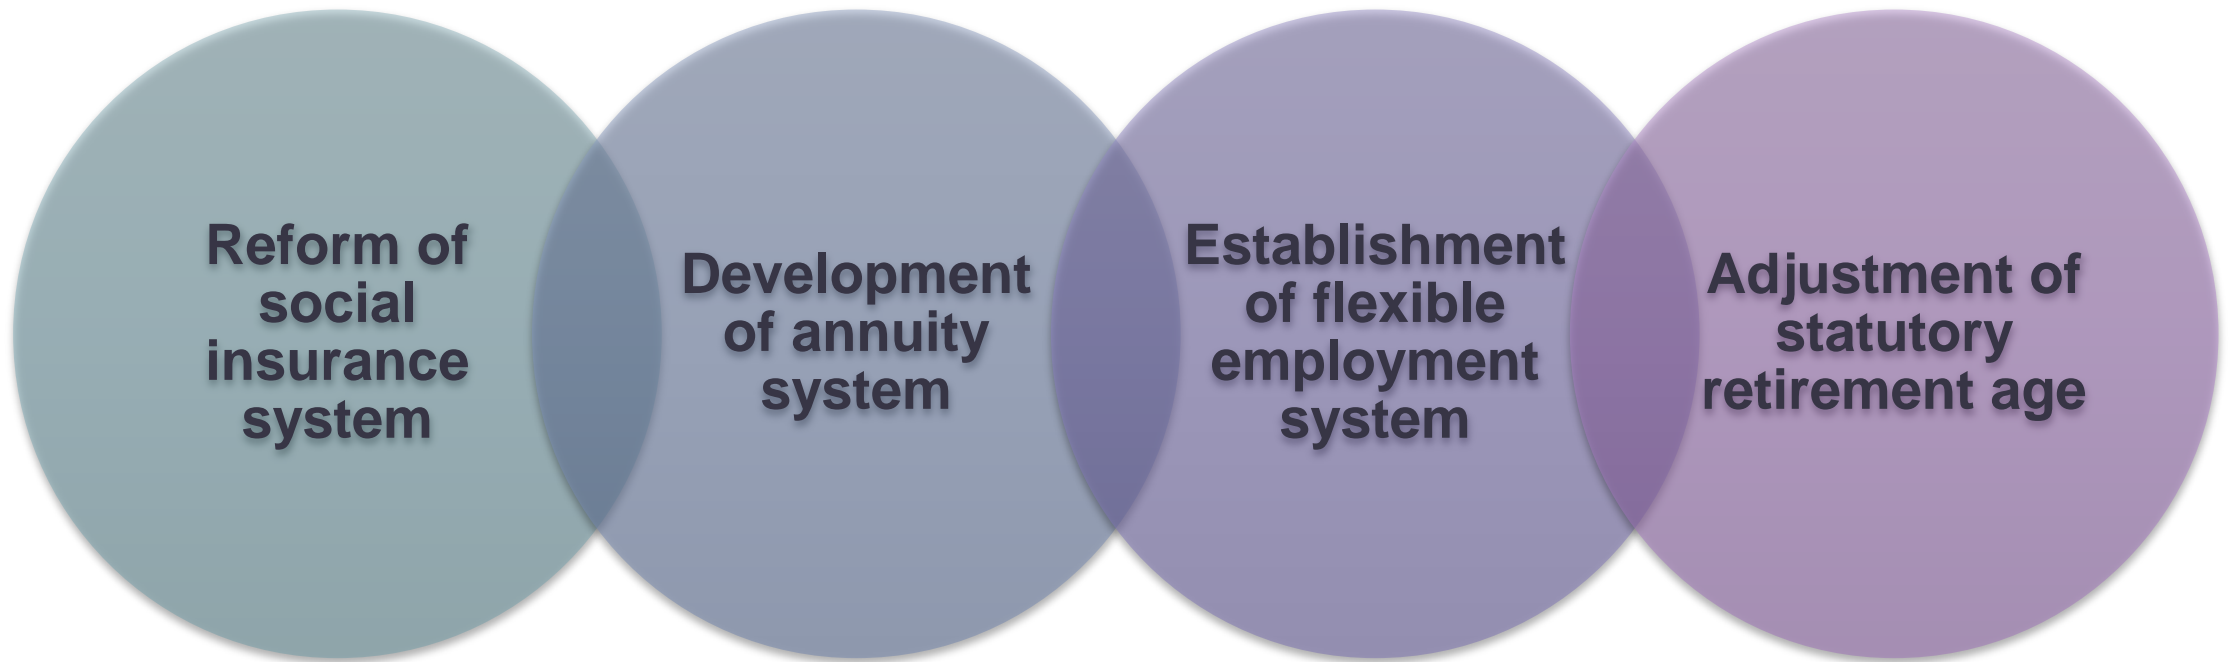 Reform of
social
insurance
system
Development
of annuity
system
Establishment
of flexible
employment
system
Adjustment of
statutory
retirement age